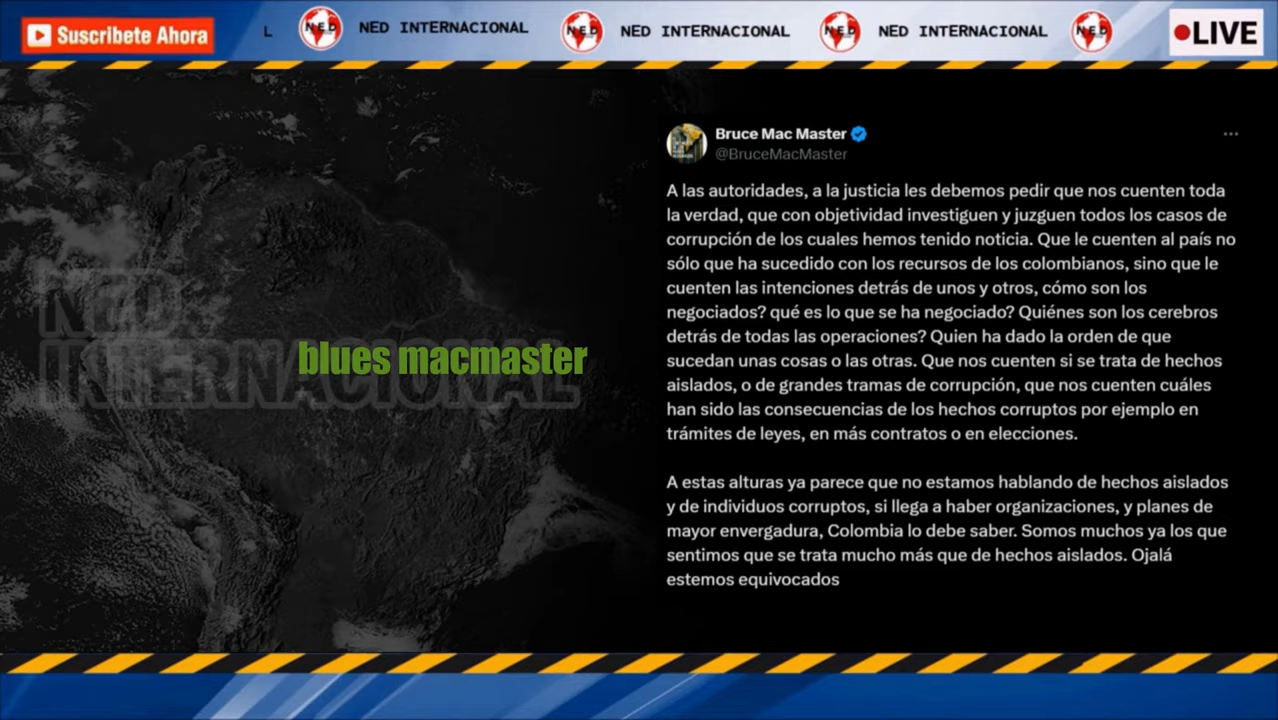 Suscribete Ahora
L
NED
NED INTERNACIONAL
NED
NED INTERNACIONAL
NED
NED INTERNACIONAL
NED
LIVE
NED
INTERNACIONAL
blues macmaster
Bruce Mac Master
@BruceMacMaster
A las autoridades, a la justicia les debemos pedir que nos cuenten toda
la verdad, que con objetividad investiguen y juzguen todos los casos de
corrupción de los cuales hemos tenido noticia. Que le cuenten al país no
sólo que ha sucedido con los recursos de los colombianos, sino que le
cuenten las intenciones detrás de unos y otros, cómo son los
negociados? qué es lo que se ha negociado? Quiénes son los cerebros
detrás de todas las operaciones? Quien ha dado la orden de que
sucedan unas cosas o las otras. Que nos cuenten si se trata de hechos
aislados, o de grandes tramas de corrupción, que nos cuenten cuáles
han sido las consecuencias de los hechos corruptos por ejemplo en
trámites de leyes, en más contratos o en elecciones.
A estas alturas ya parece que no estamos hablando de hechos aislados
y de individuos corruptos, si llega a haber organizaciones, y planes de
mayor envergadura, Colombia lo debe saber. Somos muchos ya los que
sentimos que se trata mucho más que de hechos aislados. Ojalá
estemos equivocados